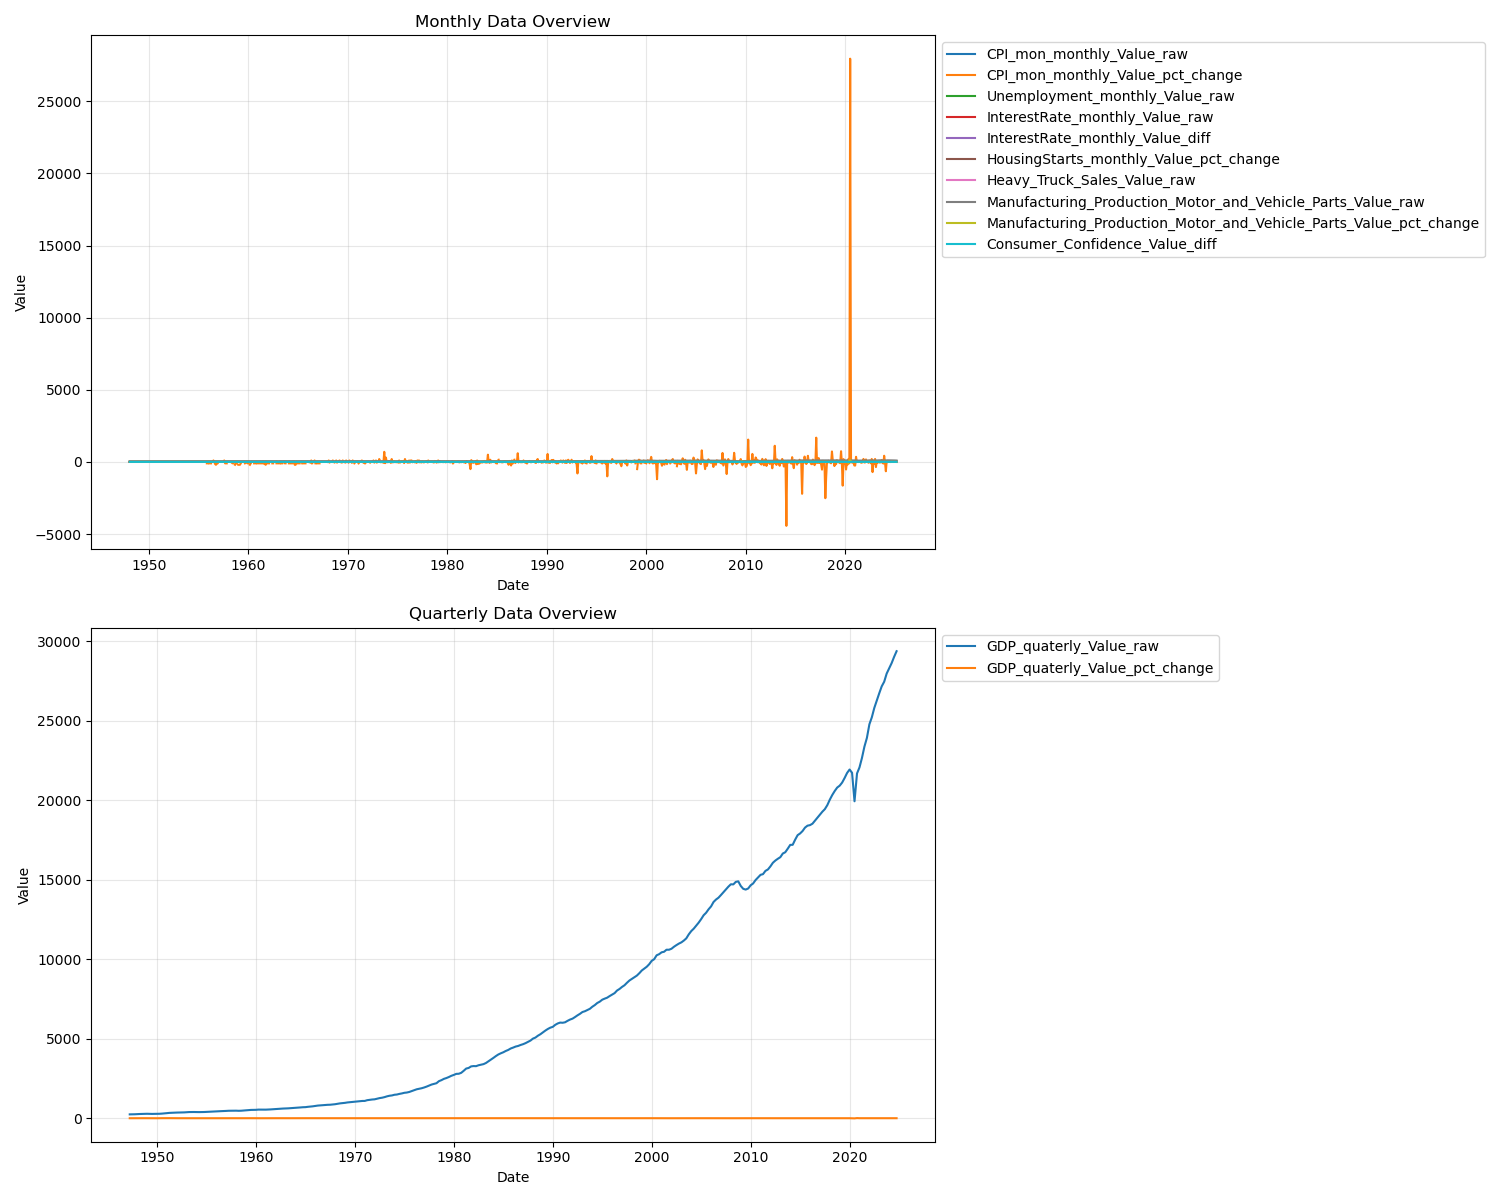 Monthly Data Overview
Value
25000
20000
15000
10000
5000
0
−5000
1950 1960 1970 1980 1990 2000 2010 2020
Date
CPI_mon_monthly_Value_raw
CPI_mon_monthly_Value_pct_change
Unemployment_monthly_Value_raw
InterestRate_monthly_Value_raw
InterestRate_monthly_Value_diff
HousingStarts_monthly_Value_pct_change
Heavy_Truck_Sales_Value_raw
Manufacturing_Production_Motor_and_Vehicle_Parts_Value_raw
Manufacturing_Production_Motor_and_Vehicle_Parts_Value_pct_change
Consumer_Confidence_Value_diff
Quarterly Data Overview
Value
30000
25000
20000
15000
10000
5000
0
1950 1960 1970 1980 1990 2000 2010 2020
Date
GDP_quaterly_Value_raw
GDP_quaterly_Value_pct_change